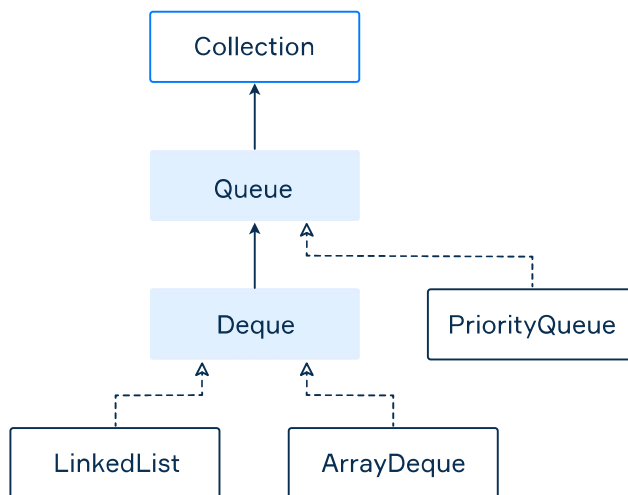 Collection
Queue
Deque
PriorityQueue
LinkedList
ArrayDeque